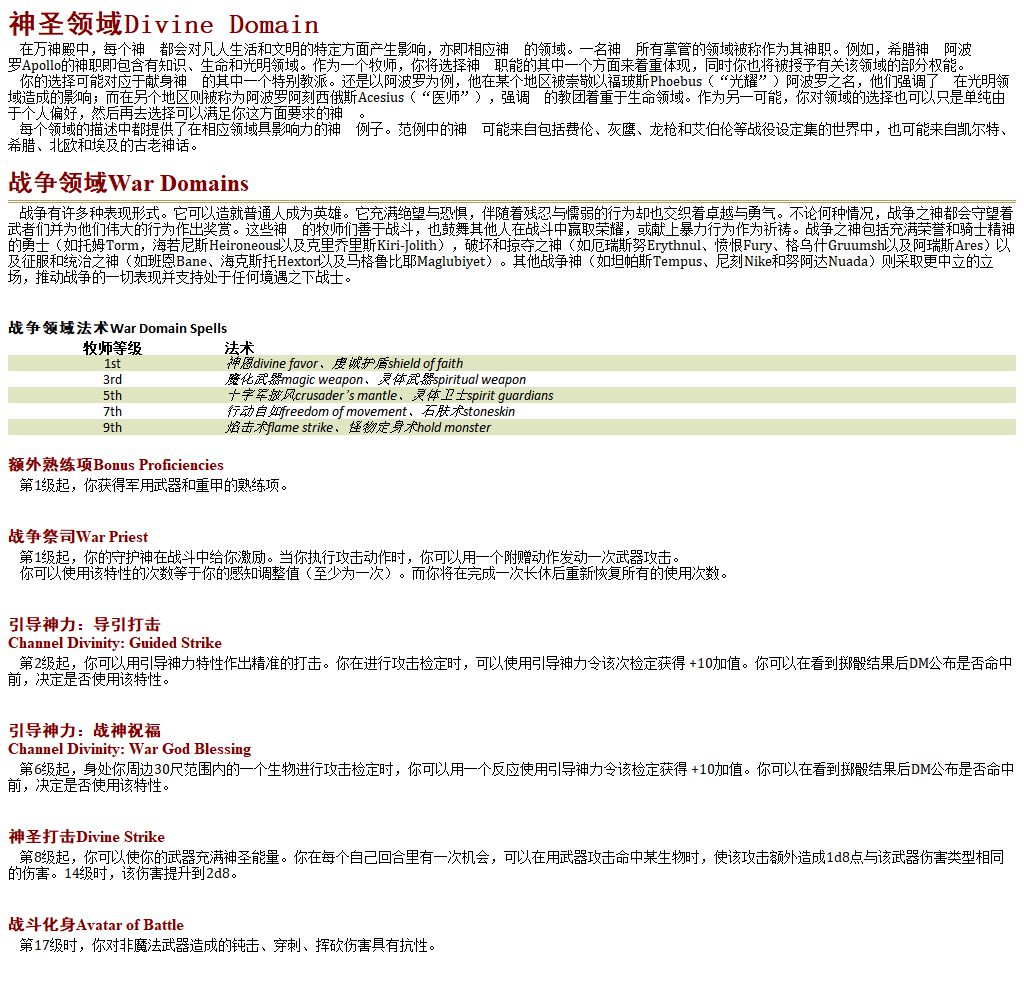 神圣领域Divine Domain
在万神殿中，每个神 都会对凡人生活和文明的特定方面产生影响，亦即相应神 的领域。一名神 所有掌管的领域被称作为其神职。例如，希腊神 阿波
罗Apollo的神职即包含有知识、生命和光明领域。作为一个牧师，你将选择神 职能的其中一个方面来着重体现，同时你也将被授予有关该领域的部分权能。
你的选择可能对应于献身神 的其中一个特别教派。还是以阿波罗为例，他在某个地区被崇敬以福玻斯Phoebus（“光耀”）阿波罗之名，他们强调了 在光明领
域造成的影响；而在另个地区则被称为阿波罗阿刻西俄斯Acesius（“医师”），强调 的教团着重于生命领域。作为另一可能，你对领域的选择也可以只是单纯由
于个人偏好，然后再去选择可以满足你这方面要求的神 。
每个领域的描述中都提供了在相应领域具影响力的神 例子。范例中的神 可能来自包括费伦、灰鹰、龙枪和艾伯伦等战役设定集的世界中，也可能来自凯尔特、
希腊、北欧和埃及的古老神话。
战争领域War Domains
战争有许多种表现形式。它可以造就普通人成为英雄。它充满绝望与恐惧，伴随着残忍与懦弱的行为却也交织着卓越与勇气。不论何种情况，战争之神都会守望着
武者们并为他们伟大的行为作出奖赏。这些神 的牧师们善于战斗，也鼓舞其他人在战斗中赢取荣耀，或献上暴力行为作为祈祷。战争之神包括充满荣誉和骑士精神
的勇士（如托姆Torm，海若尼斯Heironeous以及克里乔里斯Kiri-Jolith），破坏和掠夺之神（如厄瑞斯努Erythnul、愤恨Fury、格乌什Gruumsh以及阿瑞斯Ares）以
及征服和统治之神（如班恩Bane、海克斯托Hextor以及马格鲁比耶Maglubiyet）。其他战争神（如坦帕斯Tempus、尼刻Nike和努阿达Nuada）则采取更中立的立
场，推动战争的一切表现并支持处于任何境遇之下战士。
战争领域法术War Domain Spells
牧师等级 法术
1st 神恩divine favor、虔诚护盾shield of faith
3rd 魔化武器magic weapon、灵体武器spiritual weapon
5th 十字军披风crusader's mantle、灵体卫士spirit guardians
7th 行动自如freedom of movement、石肤术stoneskin
9th 焰击术flame strike、怪物定身术hold monster
额外熟练项Bonus Proficiencies
第1级起，你获得军用武器和重甲的熟练项。
战争祭司War Priest
第1级起，你的守护神在战斗中给你激励。当你执行攻击动作时，你可以用一个附赠动作发动一次武器攻击。
你可以使用该特性的次数等于你的感知调整值（至少为一次）。而你将在完成一次长休后重新恢复所有的使用次数。
引导神力：导引打击
Channel Divinity: Guided Strike
第2级起，你可以用引导神力特性作出精准的打击。你在进行攻击检定时，可以使用引导神力令该次检定获得 +10加值。你可以在看到掷骰结果后DM公布是否命中
前，决定是否使用该特性。
引导神力：战神祝福
Channel Divinity: War God Blessing
第6级起，身处你周边30尺范围内的一个生物进行攻击检定时，你可以用一个反应使用引导神力令该检定获得 +10加值。你可以在看到掷骰结果后DM公布是否命中
前，决定是否使用该特性。
神圣打击Divine Strike
第8级起，你可以使你的武器充满神圣能量。你在每个自己回合里有一次机会，可以在用武器攻击命中某生物时，使该攻击额外造成1d8点与该武器伤害类型相同
的伤害。14级时，该伤害提升到2d8。
战斗化身Avatar of Battle
第17级时，你对非魔法武器造成的钝击、穿刺、挥砍伤害具有抗性。